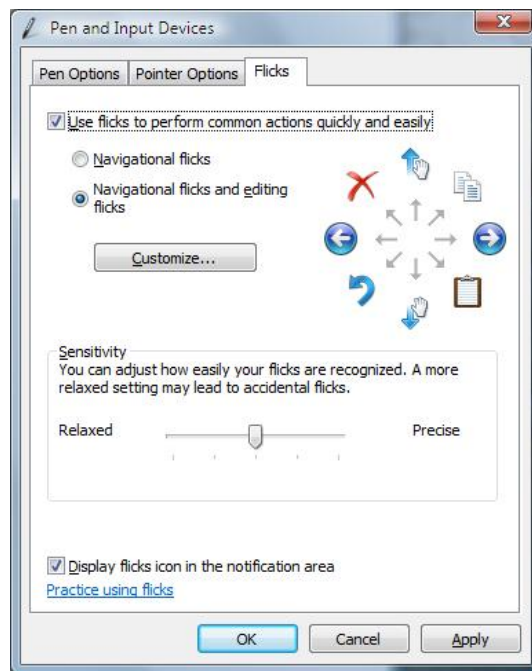 Pen and Input Devices
Pen Options
Pointer Options
Flicks
Use flicks to perform common actions quickly and easily
Navigational flicks
Navigational flicks and editing
flicks
Customize...
Sensitivity
You can adjust how easily your flicks are recognized. A more
relaxed setting may lead to accidental flicks.
Relaxed
Precise
Display flicks icon in the notification area
Practice using flicks
OK
Cancel
Apply